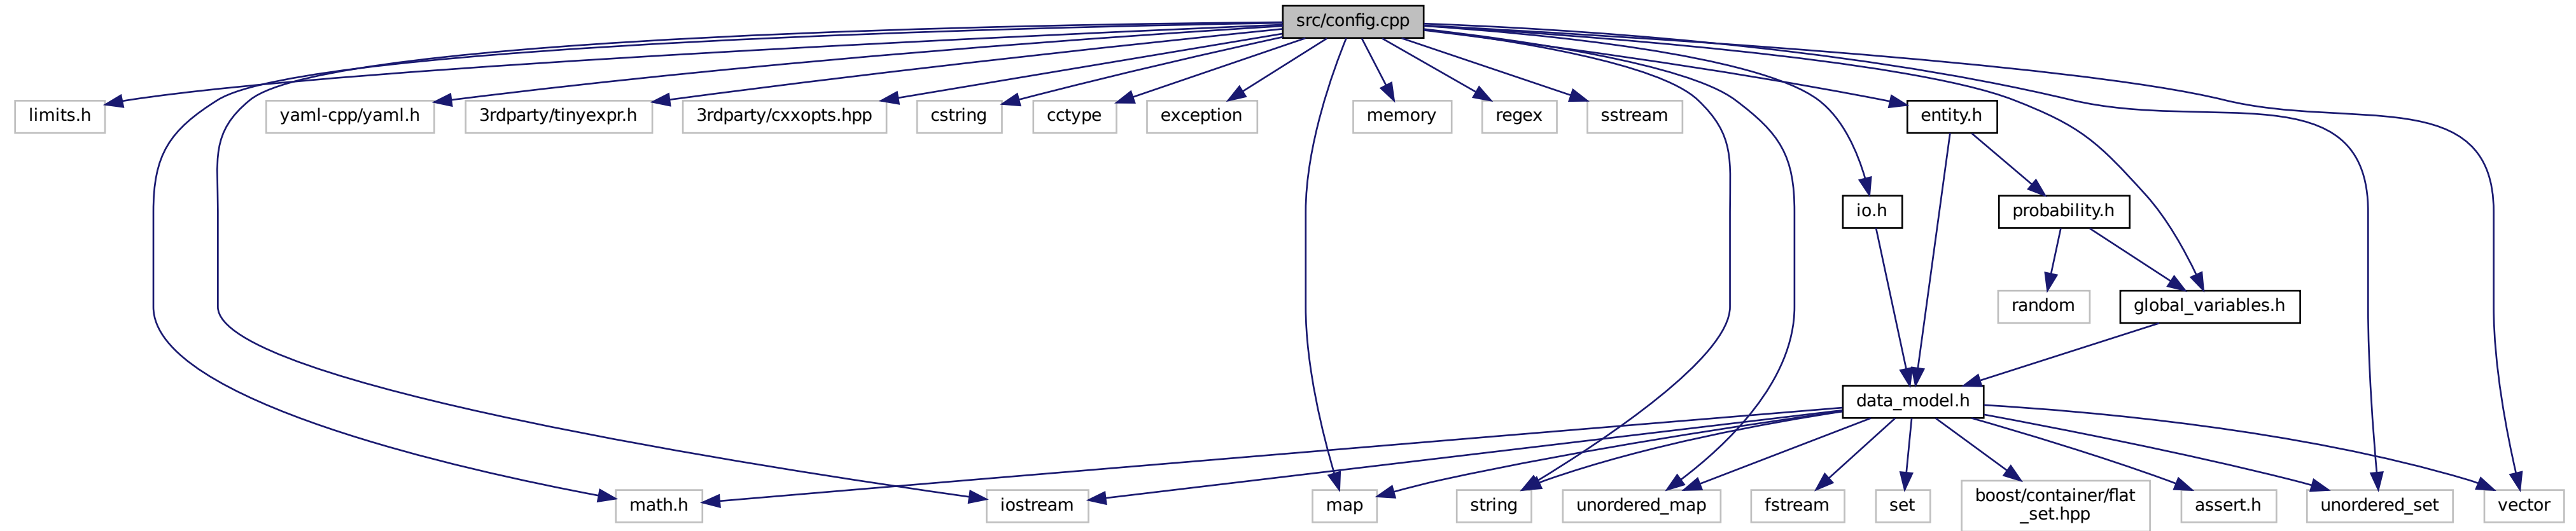 src/config.cpp
limits.h
yaml-cpp/yaml.h
3rdparty/tinyexpr.h
3rdparty/cxxopts.hpp
cstring
cctype
exception
memory
regex
sstream
entity.h
io.h
probability.h
random
global_variables.h
data_model.h
math.h
iostream
map
string
unordered_map
fstream
set
boost/container/flat
_set.hpp
assert.h
unordered_set
vector